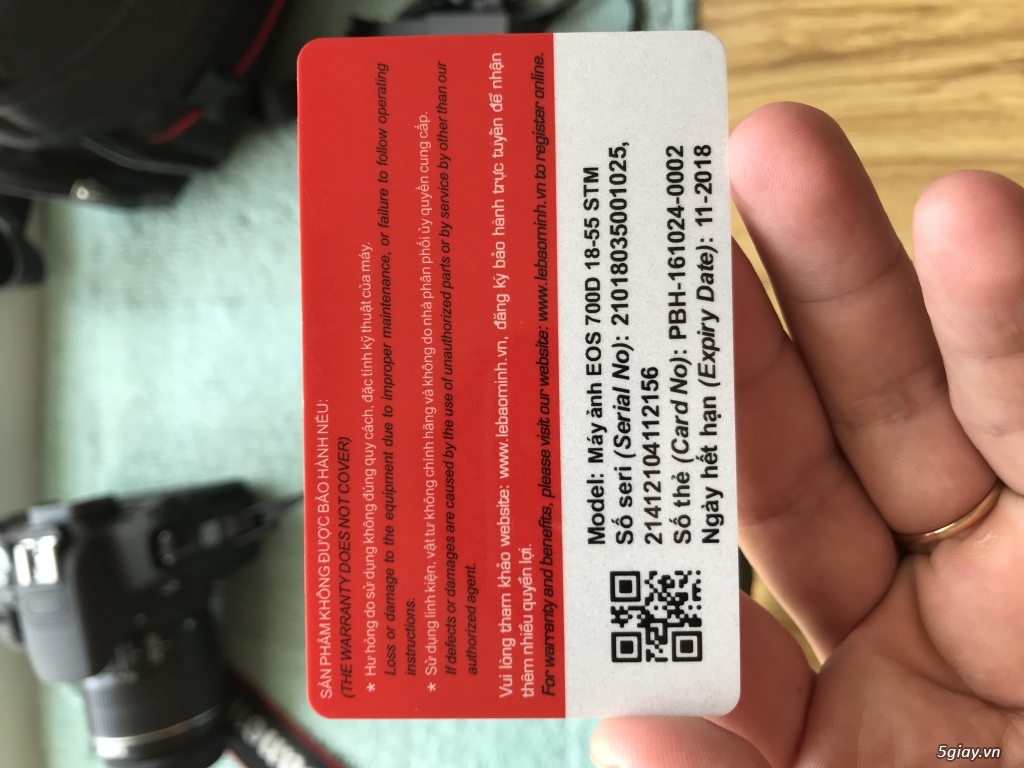 SẢN PHẨM KHÔNG ĐƯỢC BẢO HÀNH NẾU:
(THE WARRANTY DOES NOT COVER)
* Hư hỏng do sử dụng không đúng quy cách, đặc tính kỹ thuật của máy.
Loss or damage to the equipment due to improper maintenance, or failure to follow operating
instructions.
* Sử dụng linh kiện, vật tư không chính hãng và không do nhà phân phối ủy quyền cung cấp.
If defects or damages are caused by the use of unauthorized parts or by service by other than our
authorized agent.
Vui lòng tham khảo website: www.lebaominh.vn, đăng ký bảo hành trực tuyến để nhận
thêm nhiều quyền lợi.
For warranty and benefits, please visit our website: www.lebaominh.vn to register online.
Model: Máy ảnh EOS 700D 18-55 STM
Số seri (Serial No): 21018035001025,
21412104112156
Số thẻ (Card No): PBH-161024-0002
Ngày hết hạn (Expiry Date): 11-2018
5giay.vn